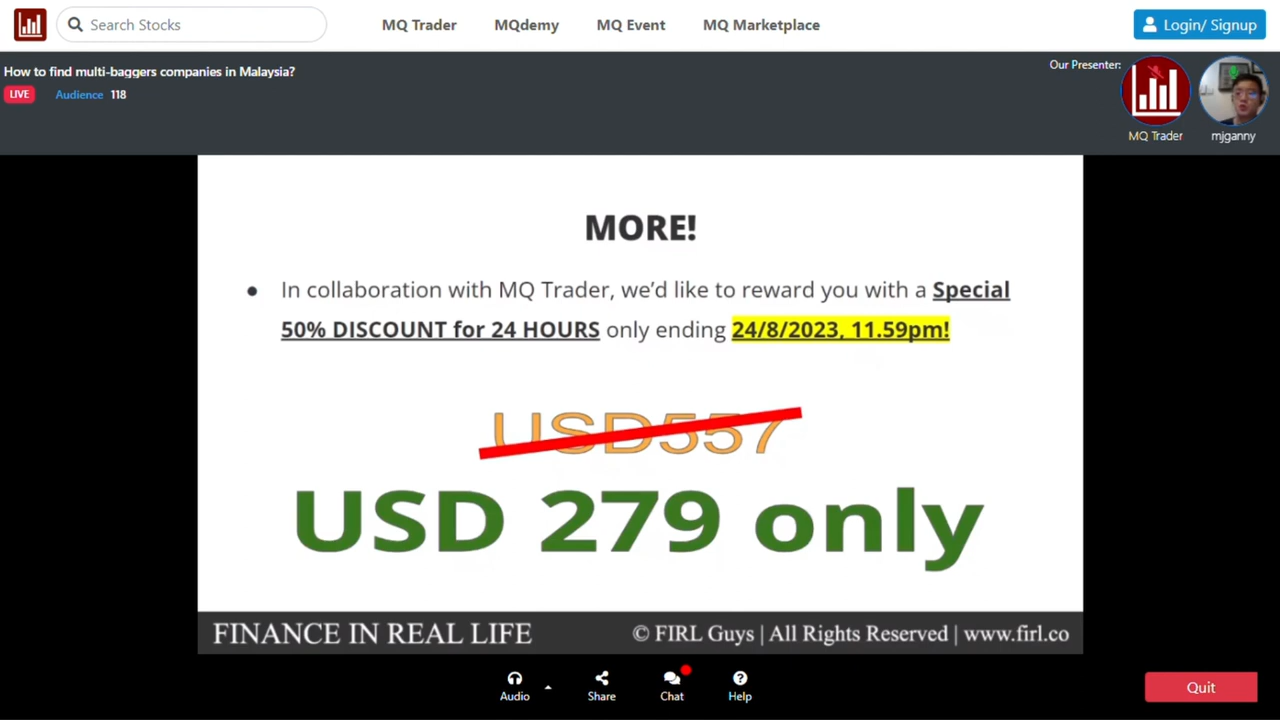 Search Stocks
MQ Trader
MQdemy
MQ Event
MQ Marketplace
Login/ Signup
How to find multi-baggers companies in Malaysia?
LIVE
Audience 118
Our Presenter:
MQ Trader
mjganny
MORE!
● In collaboration with MQ Trader, we’d like to reward you with a Special
50% DISCOUNT for 24 HOURS only ending 24/8/2023, 11.59pm!
USD557
USD 279 only
FINANCE IN REAL LIFE
© FIRL Guys | All Rights Reserved | www.firl.co
Audio
Share
Chat
Help
Quit